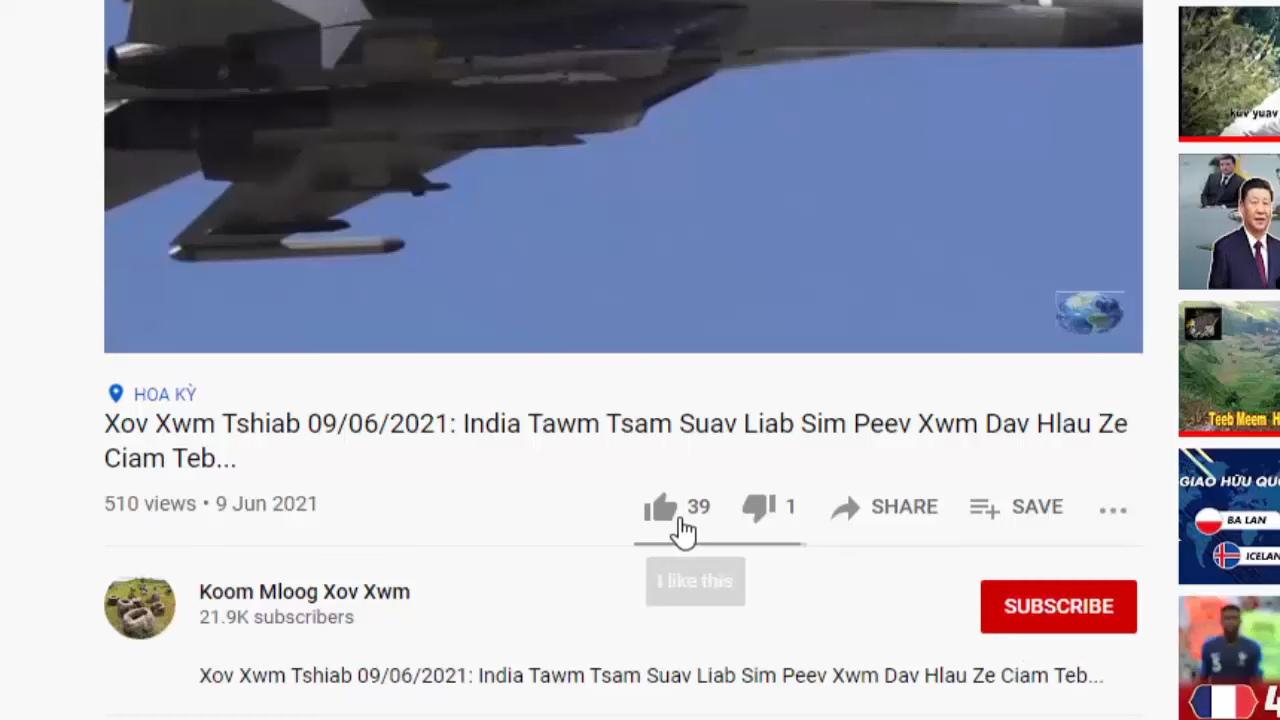 HOA KỲ
Xov Xwm Tshiab 09/06/2021: India Tawm Tsam Suav Liab Sim Peev Xwm Dav Hlau Ze
Ciam Teb...
510 views • 9 Jun 2021
39
1
SHARE
SAVE
I like this
Koom Mloog Xov Xwm
21.9K subscribers
SUBSCRIBE
Xov Xwm Tshiab 09/06/2021: India Tawm Tsam Suav Liab Sim Peev Xwm Dav Hlau Ze Ciam Teb...
kuv yuav
Teeb Meem H
GIAO HỮU QUỐ
BA LAN
ICELAN
4